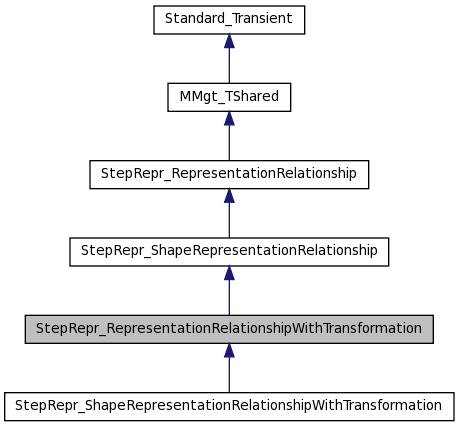 Standard_Transient
MMgt_TShared
StepRepr_RepresentationRelationship
StepRepr_ShapeRepresentationRelationship
StepRepr_RepresentationRelationshipWithTransformation
StepRepr_ShapeRepresentationRelationshipWithTransformation